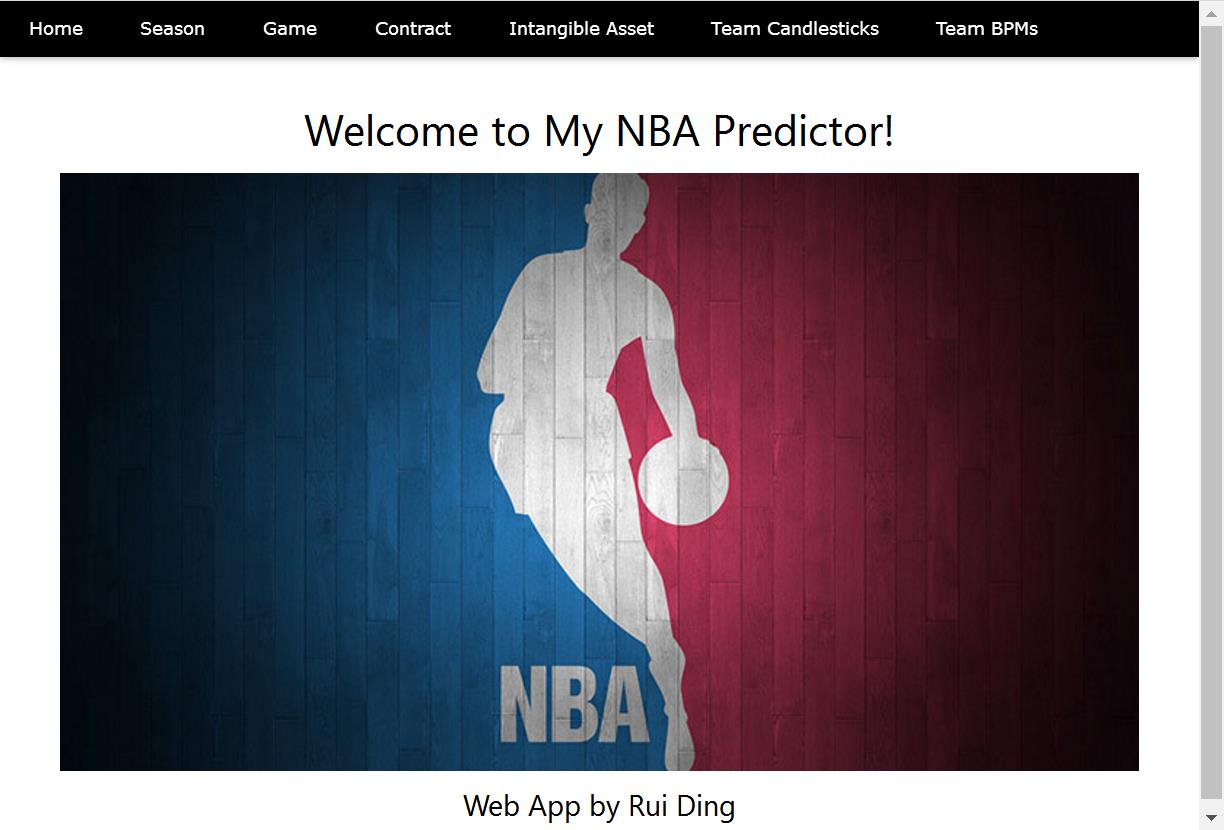 Home Season Game Contract Intangible Asset Team Candlesticks Team BPMs
Welcome to My NBA Predictor!
NBA
Web App by Rui Ding